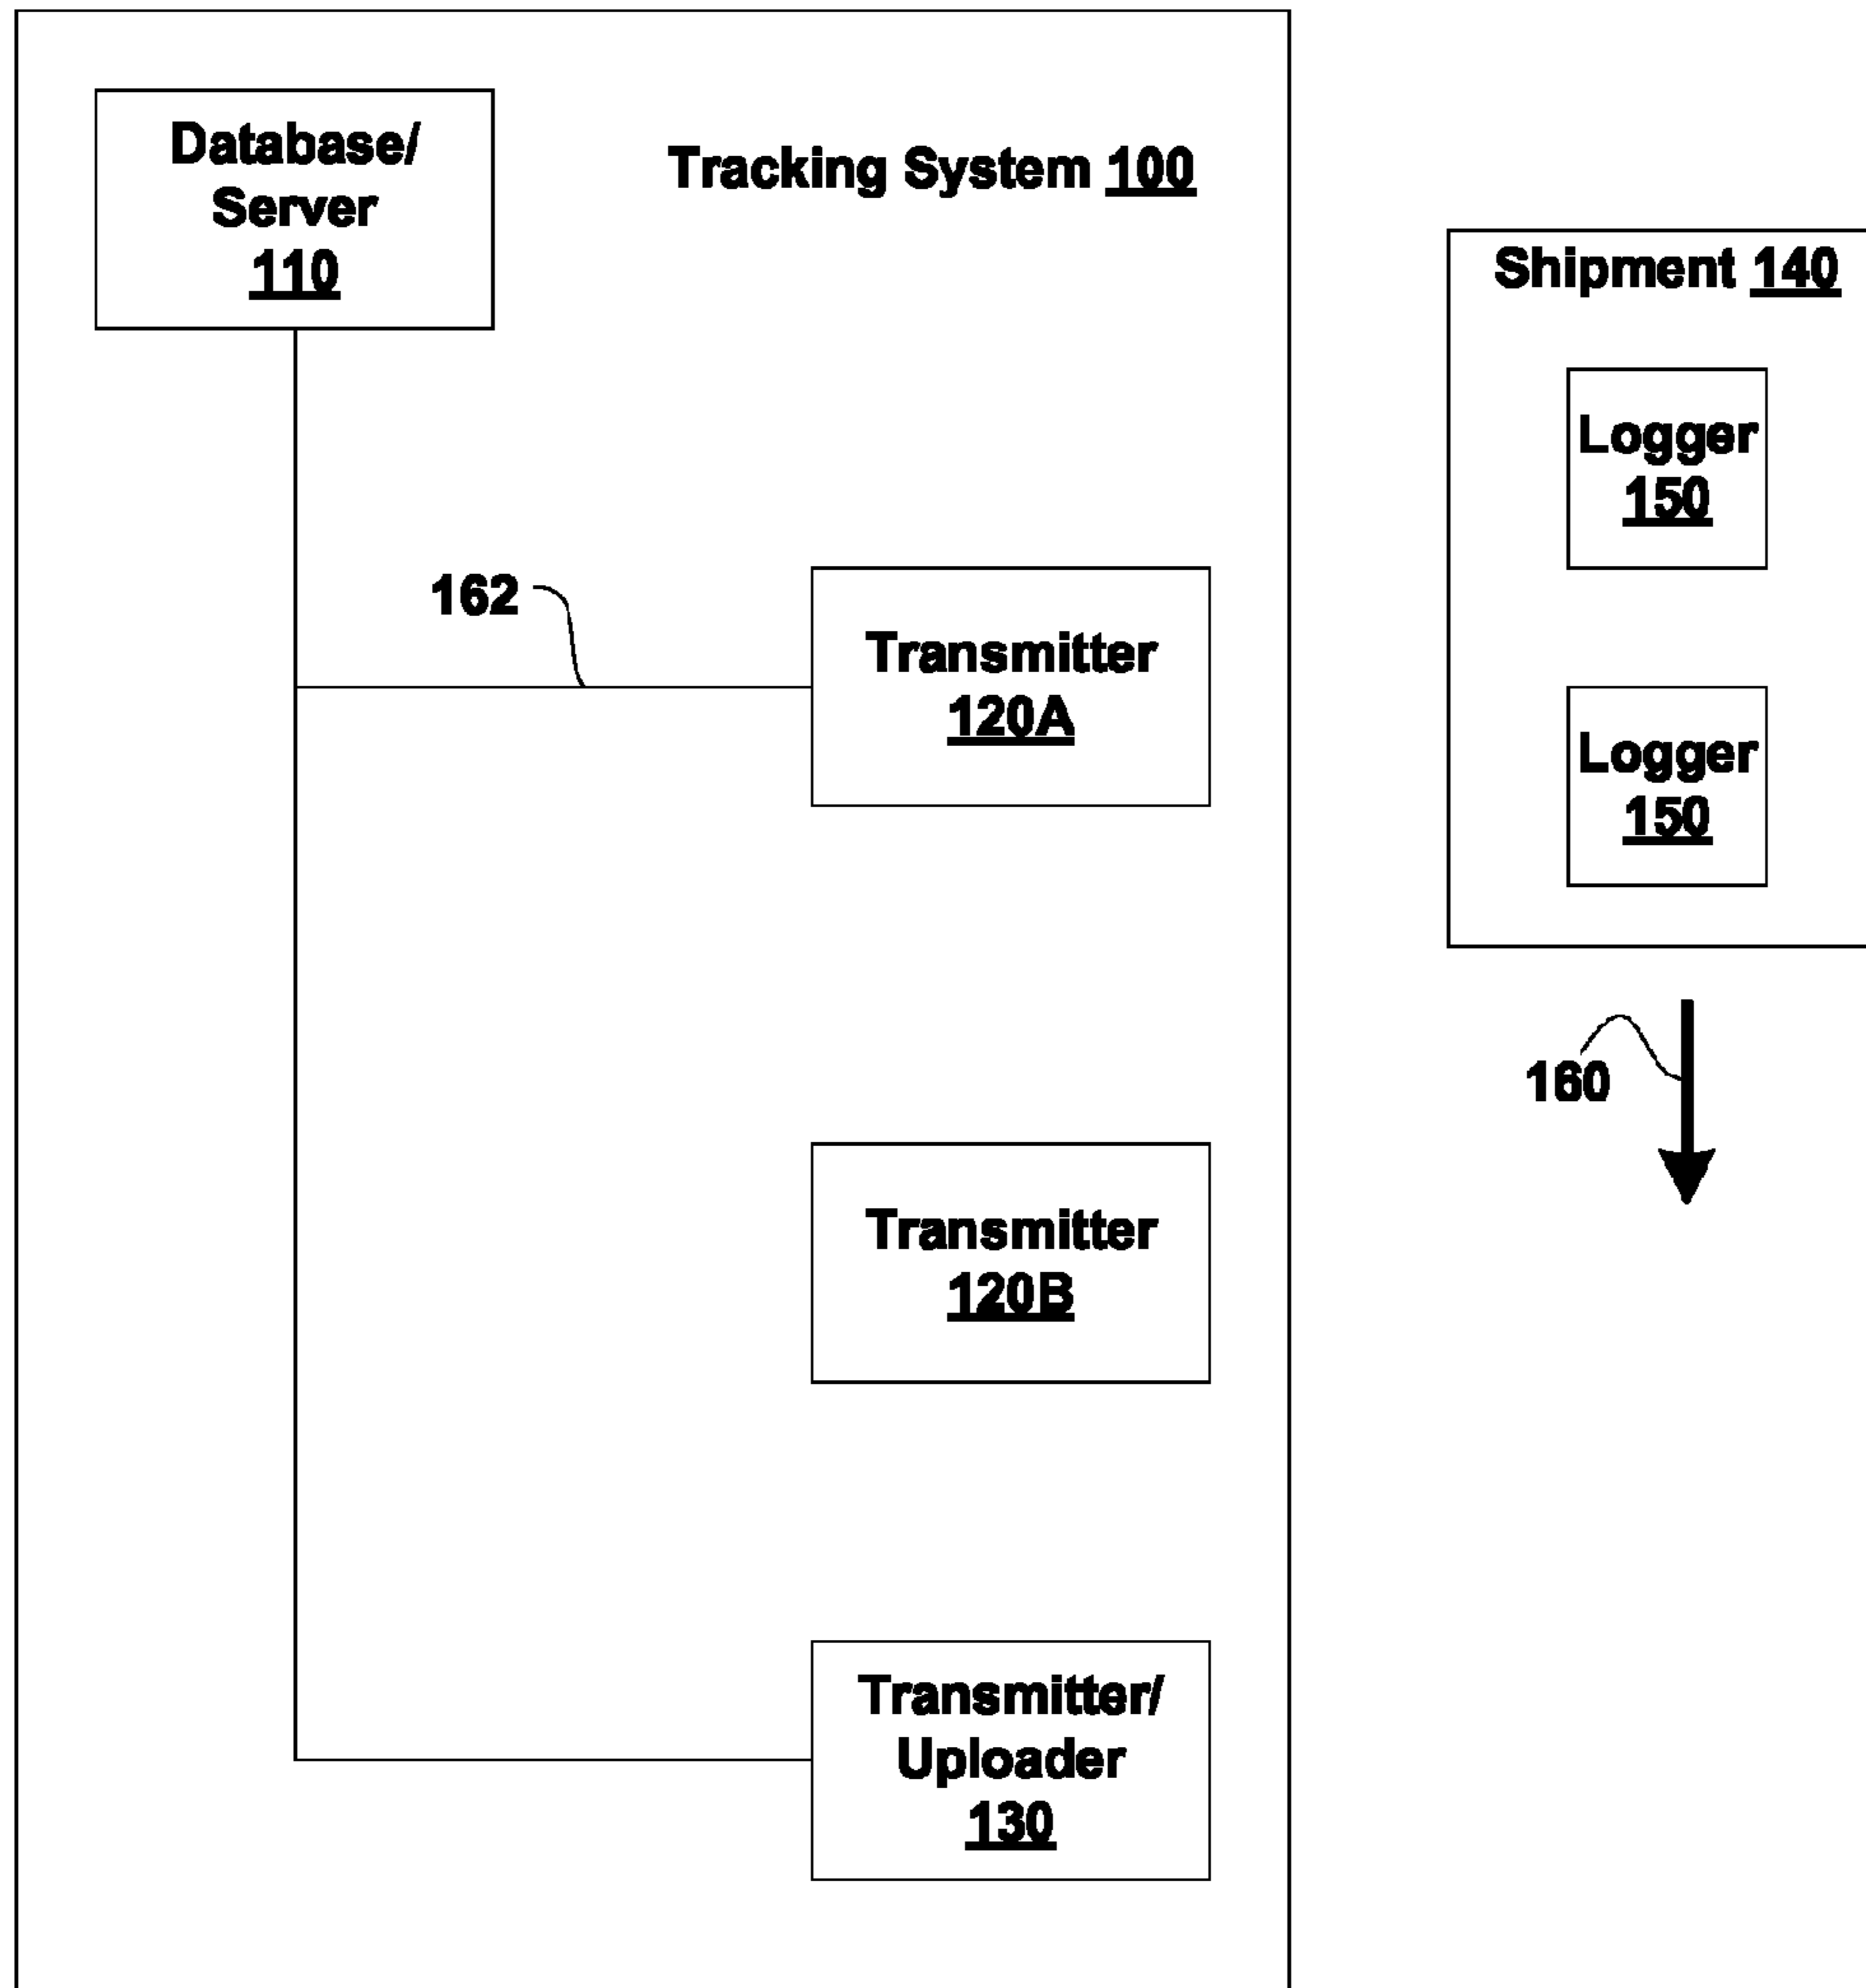 Database/
Server
110
Tracking System 100
Shipment 140
Logger
150
162
Transmitter
120A
Logger
150
160
Transmitter
120B
Transmitter/
Uploader
130